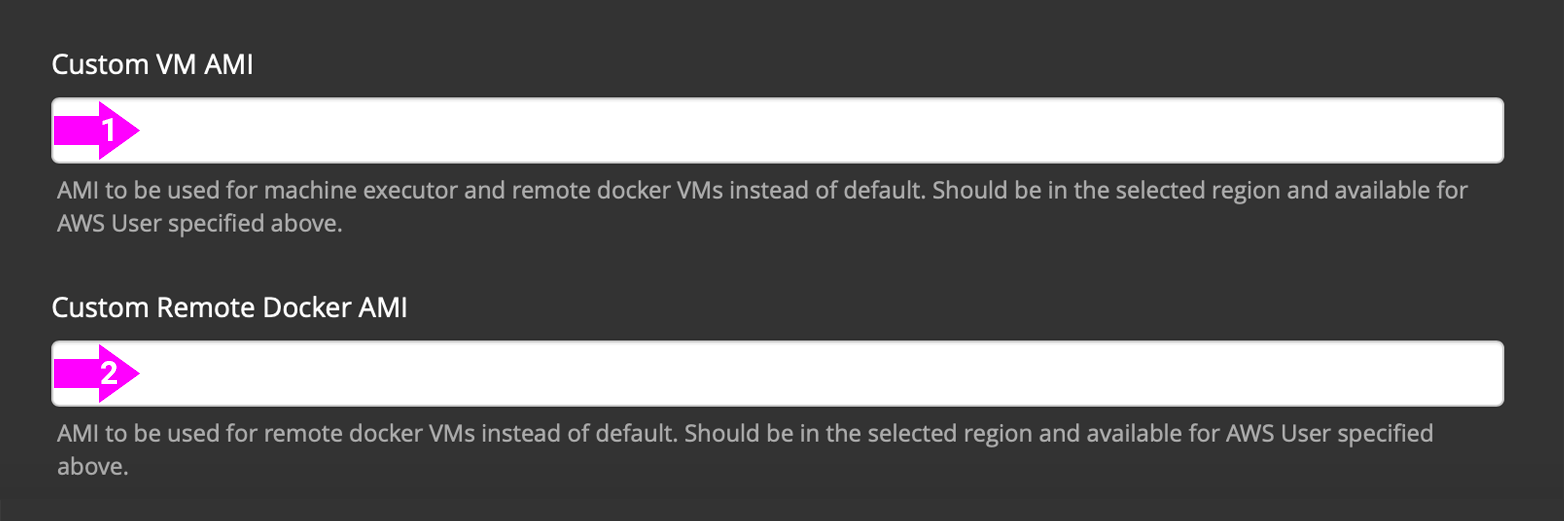 Custom VM AMI
1
AMI to be used for machine executor and remote docker VMs instead of default. Should be in the selected region and available for
AWS User specified above.
Custom Remote Docker AMI
2
AMI to be used for remote docker VMs instead of default. Should be in the selected region and available for AWS User specified
above.